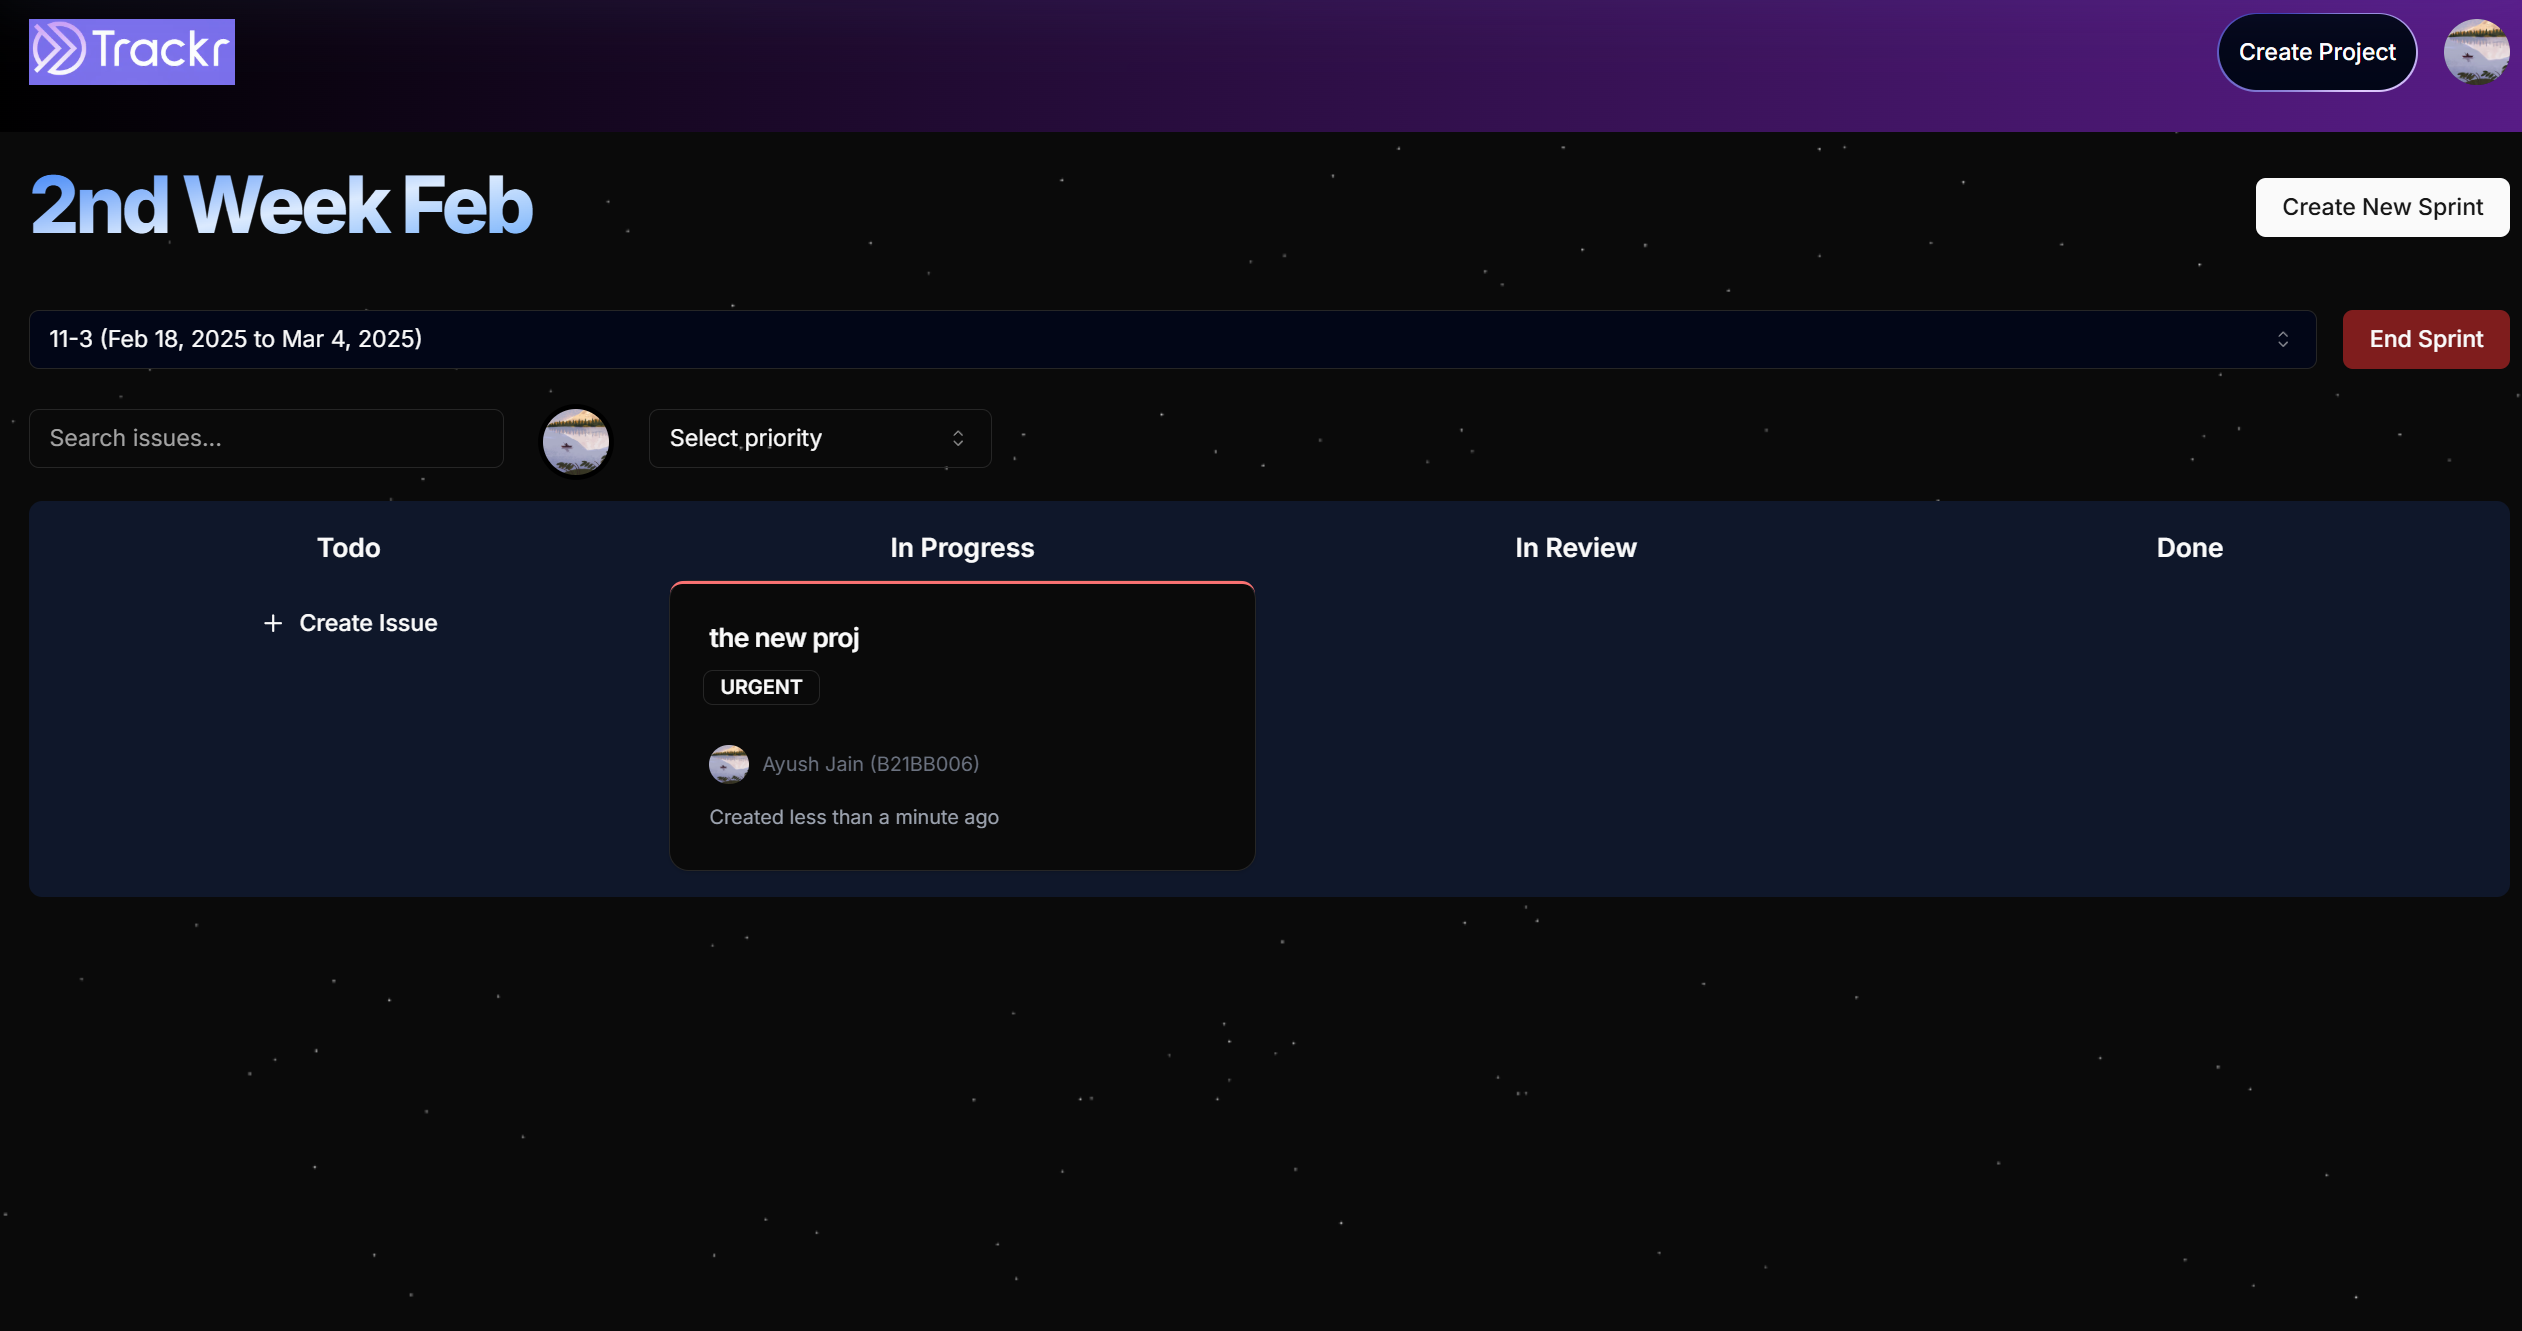 Trackr
Create Project
2nd Week Feb
Create New Sprint
11-3 (Feb 18, 2025 to Mar 4, 2025)
End Sprint
Search issues...
Select priority
Todo
In Progress
In Review
Done
+ Create Issue
the new proj
URGENT
Ayush Jain (B21BB006)
Created less than a minute ago